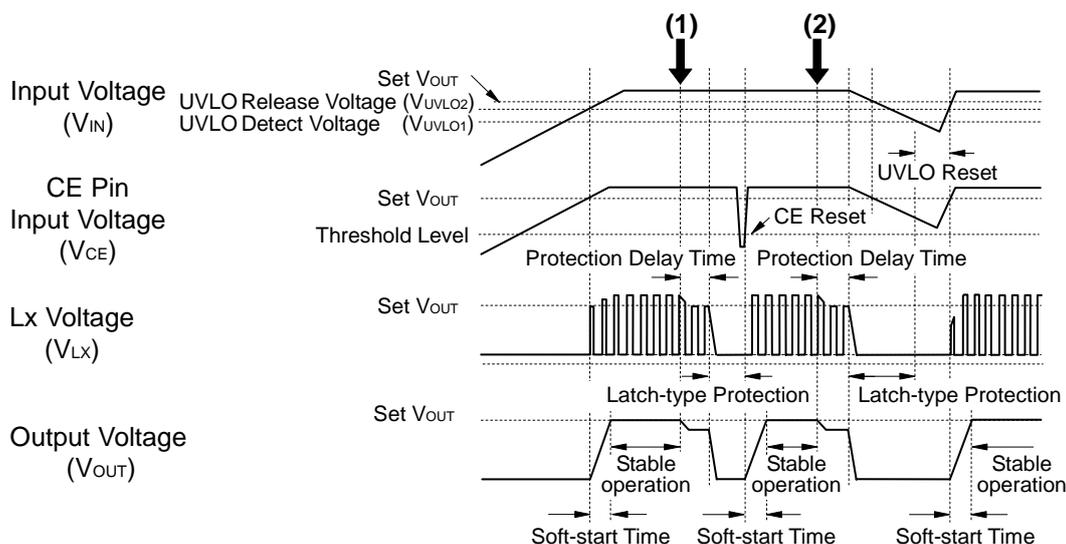 (1) (2)
Input Voltage
(VIN)
Set VOUT
UVLO Release Voltage (VUVLO2)
UVLO Detect Voltage (VUVLO1)
UVLO Reset
CE Pin
Input Voltage
(VCE)
Set VOUT
CE Reset
Threshold Level
Protection Delay Time Protection Delay Time
Lx Voltage
(VLX)
Set VOUT
Latch-type Protection Latch-type Protection
Output Voltage
(VOUT)
Set VOUT
Stable operation Stable operation Stable operation
Soft-start Time Soft-start Time Soft-start Time